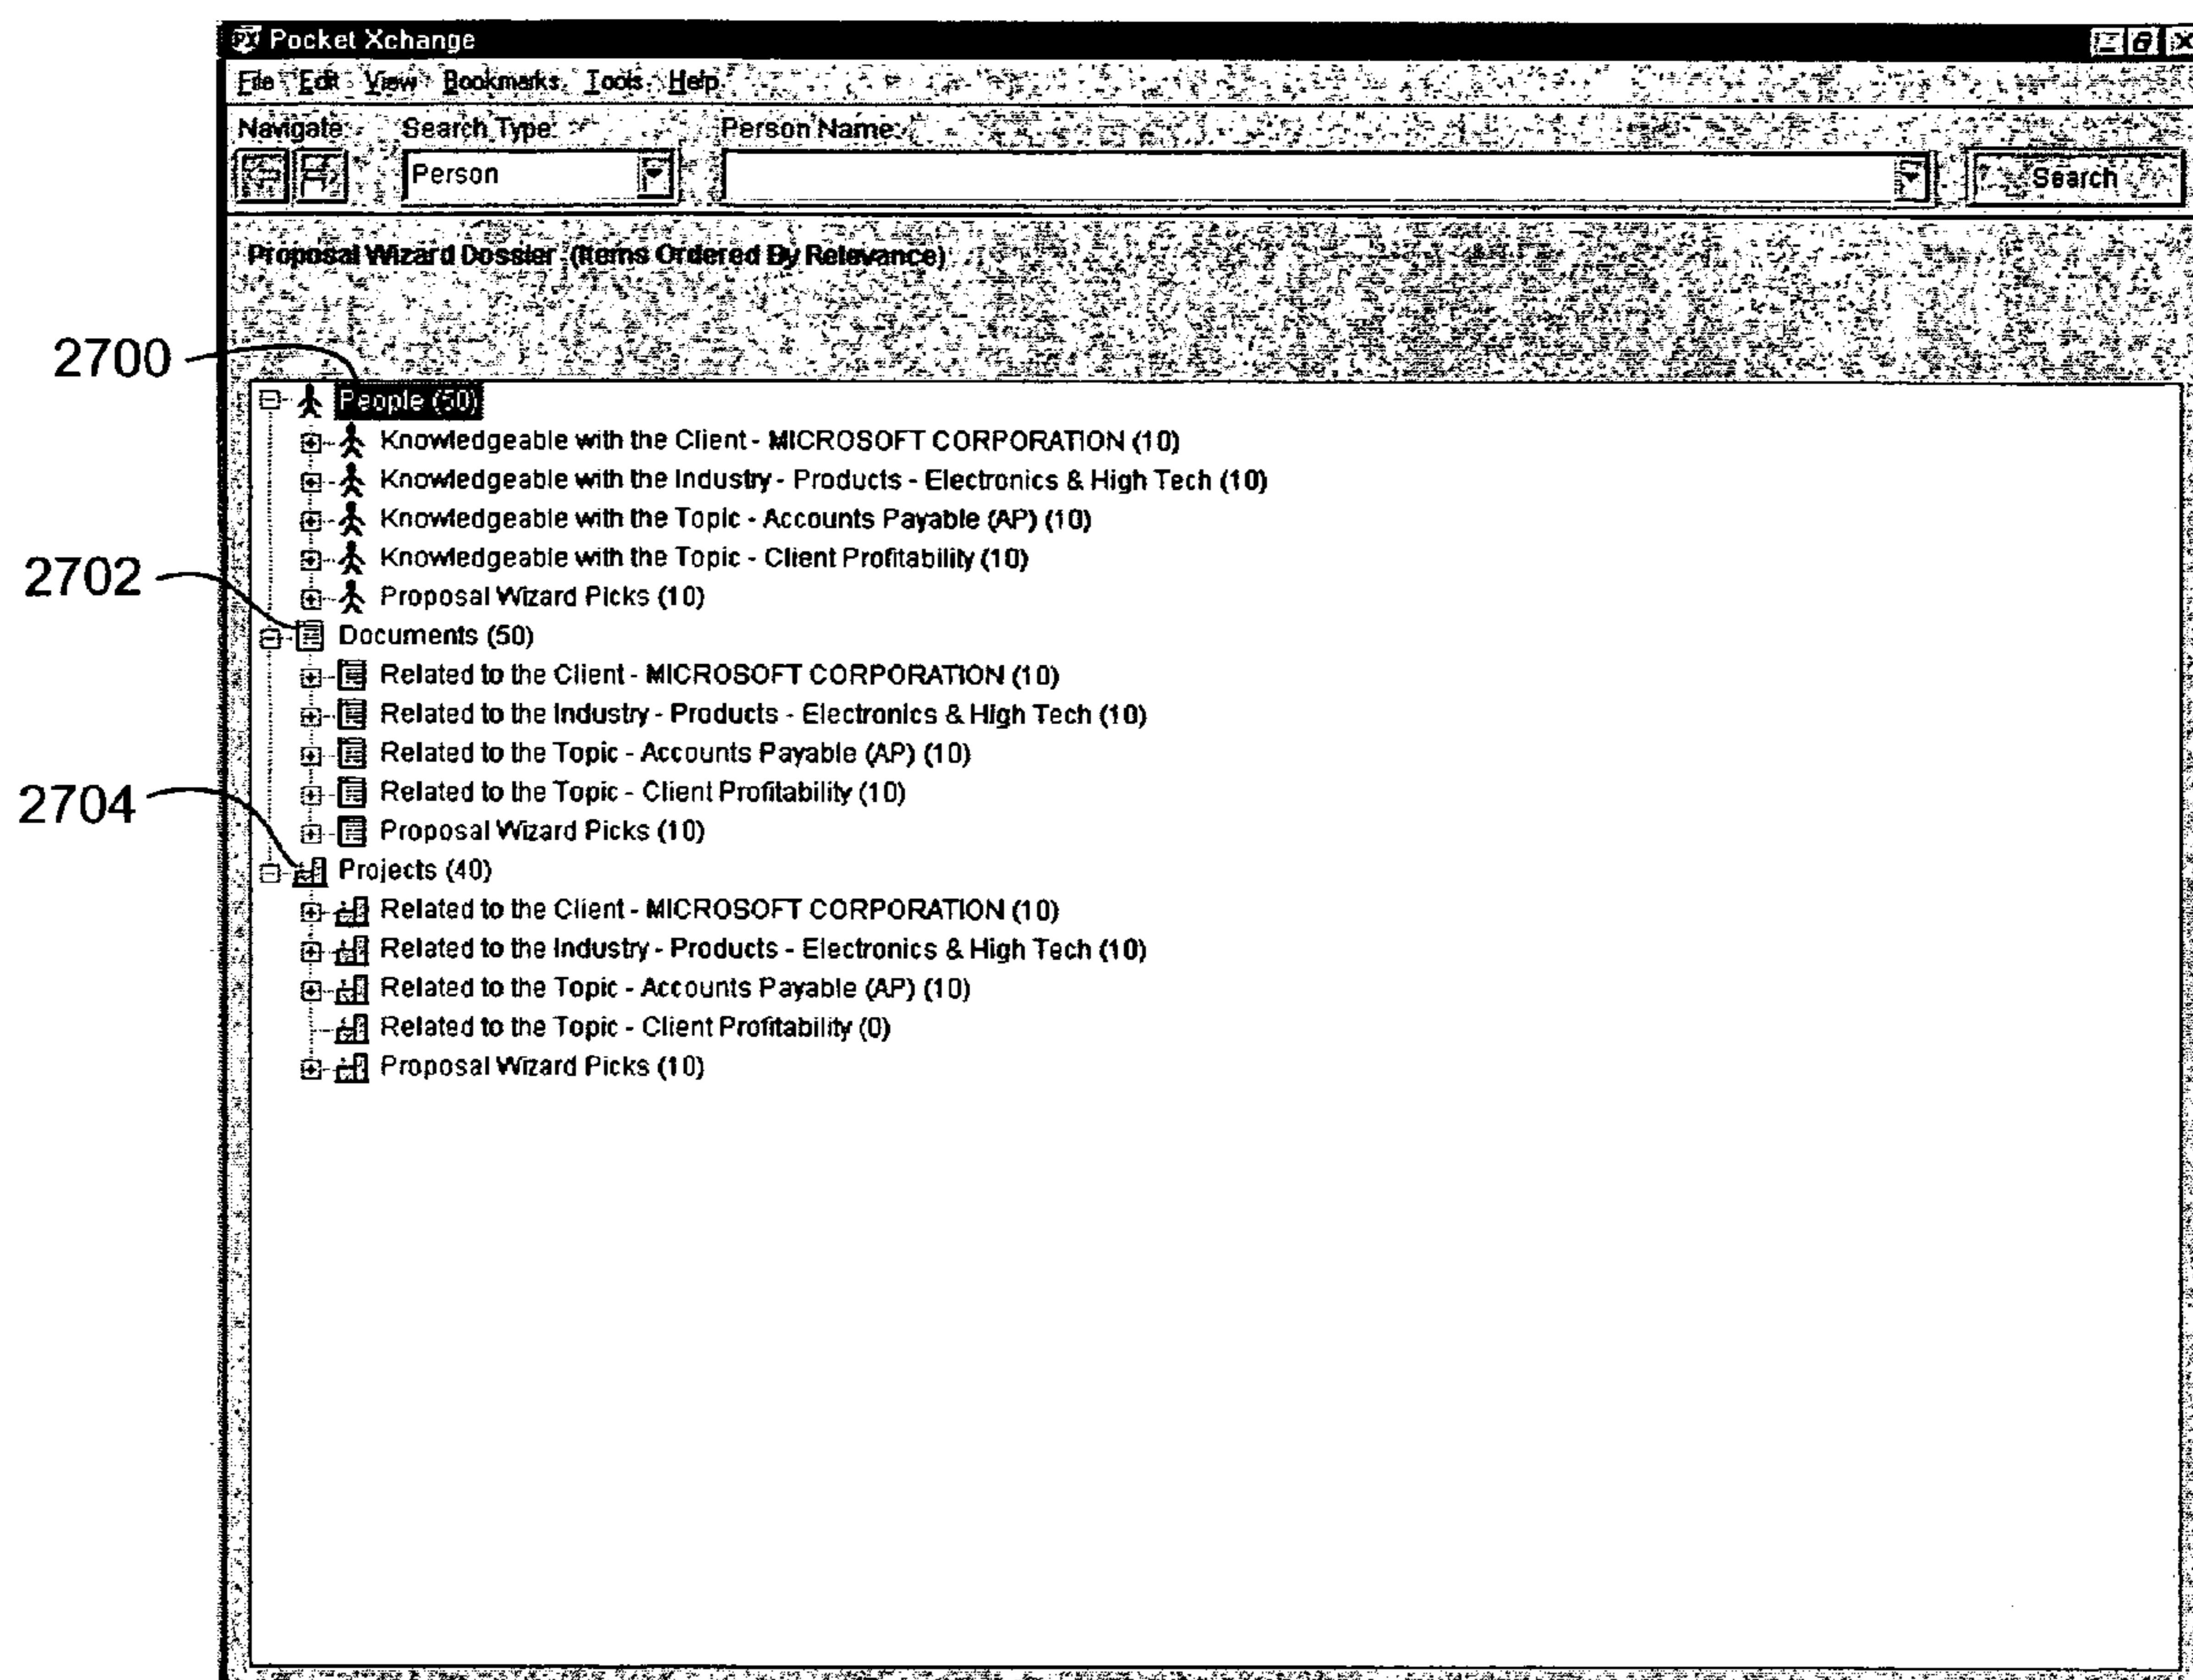 PX Pocket Xchange
File Edit View Bookmarks Tools Help
Navigate: Search Type: Person Name:
Person Search
Proposal Wizard Dossier (Items Ordered By Relevance)
2700
People (50)
Knowledgeable with the Client - MICROSOFT CORPORATION (10)
Knowledgeable with the Industry - Products - Electronics & High Tech (10)
Knowledgeable with the Topic - Accounts Payable (AP) (10)
2702
Knowledgeable with the Topic - Client Profitability (10)
Proposal Wizard Picks (10)
Documents (50)
Related to the Client - MICROSOFT CORPORATION (10)
Related to the Industry - Products - Electronics & High Tech (10)
Related to the Topic - Accounts Payable (AP) (10)
2704
Related to the Topic - Client Profitability (10)
Proposal Wizard Picks (10)
Projects (40)
Related to the Client - MICROSOFT CORPORATION (10)
Related to the Industry - Products - Electronics & High Tech (10)
Related to the Topic - Accounts Payable (AP) (10)
Related to the Topic - Client Profitability (0)
Proposal Wizard Picks (10)